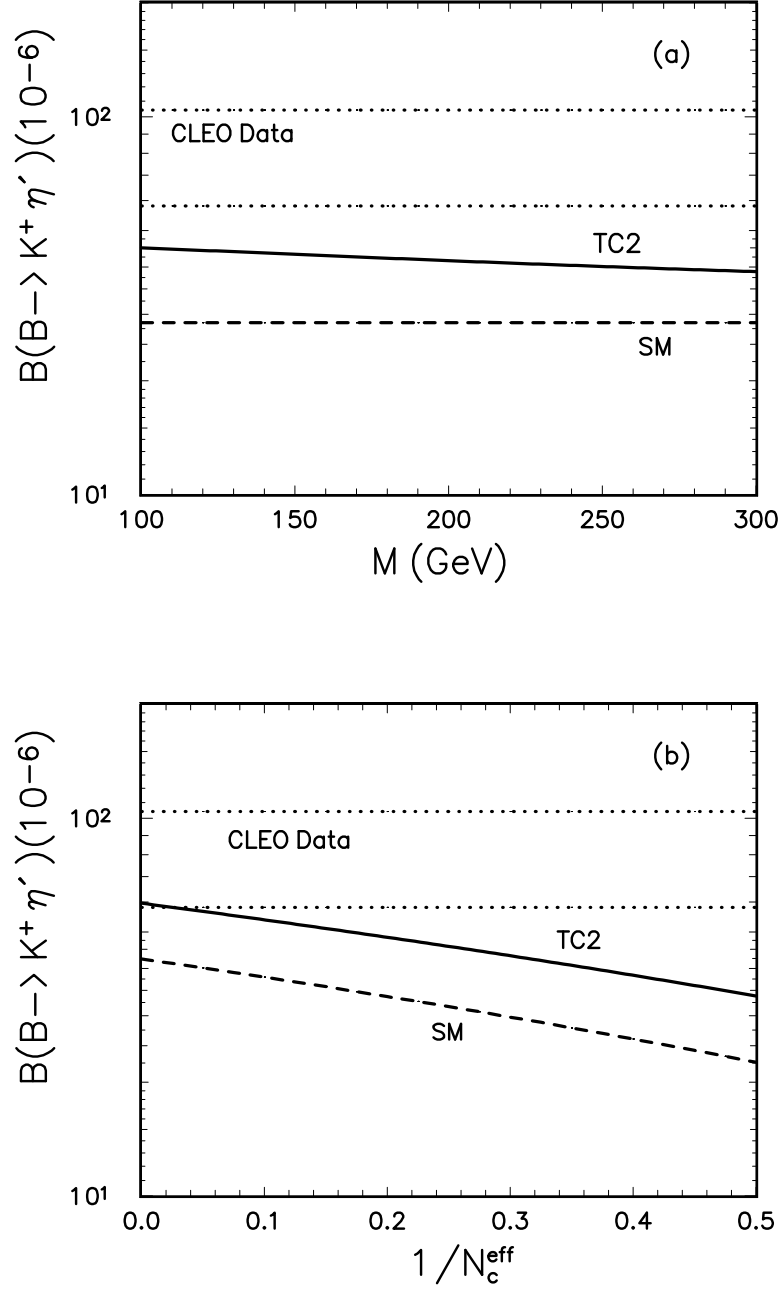 (a)
B(B−> K⁺ η′)(10⁻⁶)
10²
CLEO Data
TC2
SM
10¹
100 150 200 250 300
M (GeV)
(b)
B(B−> K⁺ η′)(10⁻⁶)
10²
CLEO Data
TC2
SM
10¹
0.0 0.1 0.2 0.3 0.4 0.5
1/N_c^eff